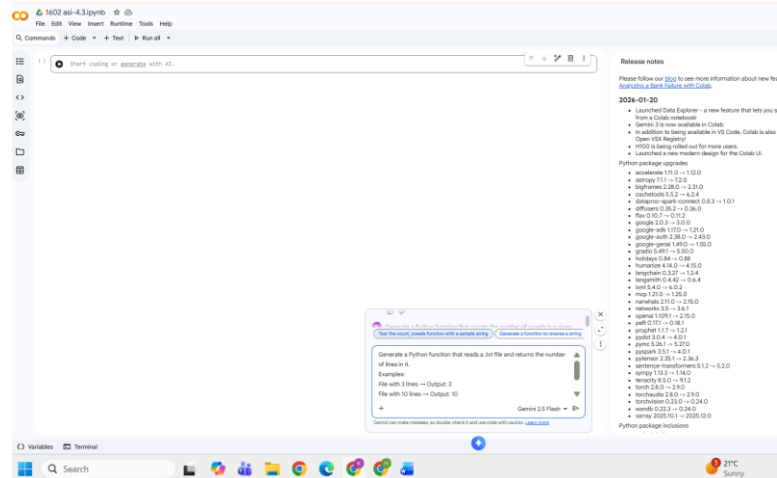 1602 asi-4.3.ipynb
File Edit View Insert Runtime Tools Help
Commands + Code + Text Run all
Start coding or generate with AI.
Release notes
Please follow our blog to see more information about new fea
Analyzing a Bank Failure with Colab.
2026-01-20
Launched Data Explorer - a new feature that lets you s
from a Colab notebook!
Gemini 3 is now available in Colab.
In addition to being available in VS Code, Colab is also
Open VSX Registry!
H100 is being rolled out for more users.
Launched a new modern design for the Colab UI.
Python package upgrades
accelerate 1.11.0 -> 1.12.0
astropy 7.1.1 -> 7.2.0
bigframes 2.28.0 -> 2.31.0
cachetools 5.5.2 -> 6.2.4
dataproc-spark-connect 0.8.3 -> 1.0.1
diffusers 0.35.2 -> 0.36.0
flax 0.10.7 -> 0.11.2
google 2.0.3 -> 3.0.0
google-adk 1.17.0 -> 1.21.0
google-auth 2.38.0 -> 2.43.0
google-genai 1.49.0 -> 1.55.0
gradio 5.49.1 -> 5.50.0
holidays 0.84 -> 0.88
humanize 4.14.0 -> 4.15.0
langchain 0.3.27 -> 1.2.4
langsmith 0.4.42 -> 0.6.4
lxml 5.4.0 -> 6.0.2
mcp 1.21.0 -> 1.25.0
narwhals 2.11.0 -> 2.15.0
networkx 3.5 -> 3.6.1
openai 1.109.1 -> 2.15.0
peft 0.17.1 -> 0.18.1
prophet 1.1.7 -> 1.2.1
pydot 3.0.4 -> 4.0.1
pymc 5.26.1 -> 5.27.0
pyspark 3.5.1 -> 4.0.1
pytensor 2.35.1 -> 2.36.3
sentence-transformers 5.1.2 -> 5.2.0
sympy 1.13.3 -> 1.14.0
tenacity 8.5.0 -> 9.1.2
torch 2.8.0 -> 2.9.0
torchaudio 2.8.0 -> 2.9.0
torchvision 0.23.0 -> 0.24.0
wandb 0.22.3 -> 0.24.0
xarray 2025.10.1 -> 2025.12.0
Python package inclusions
Generate a Python function that counts the number of vowels in a given
Test the count_vowels function with a sample string Generate a function to reverse a string
Generate a Python function that reads a .txt file and returns the number
of lines in it.
Examples:
File with 3 lines → Output: 3
File with 10 lines → Output: 10
+ Gemini 2.5 Flash
Gemini can make mistakes, so double-check it and use code with caution. Learn more
Variables Terminal
Search
3
21°C
Sunny